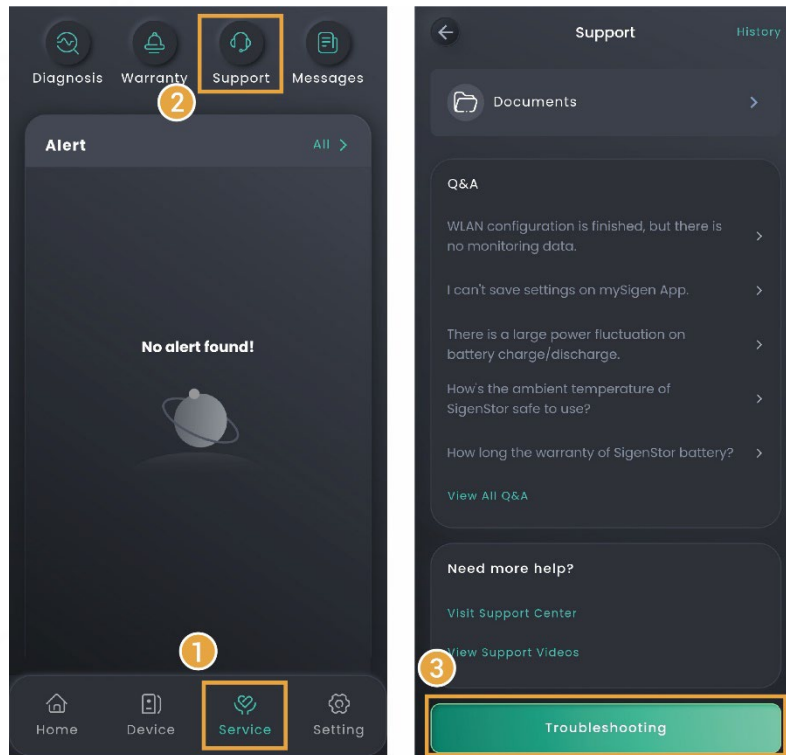 Diagnosis Warranty Support Messages
2
Alert All >
No alert found!
1
Home Device Service Setting
Support History
Documents
Q&A
WLAN configuration is finished, but there is
no monitoring data.
I can't save settings on mySigen App.
There is a large power fluctuation on
battery charge/discharge.
How's the ambient temperature of
SigenStor safe to use?
How long the warranty of SigenStor battery?
View All Q&A
Need more help?
Visit Support Center
View Support Videos
3
Troubleshooting